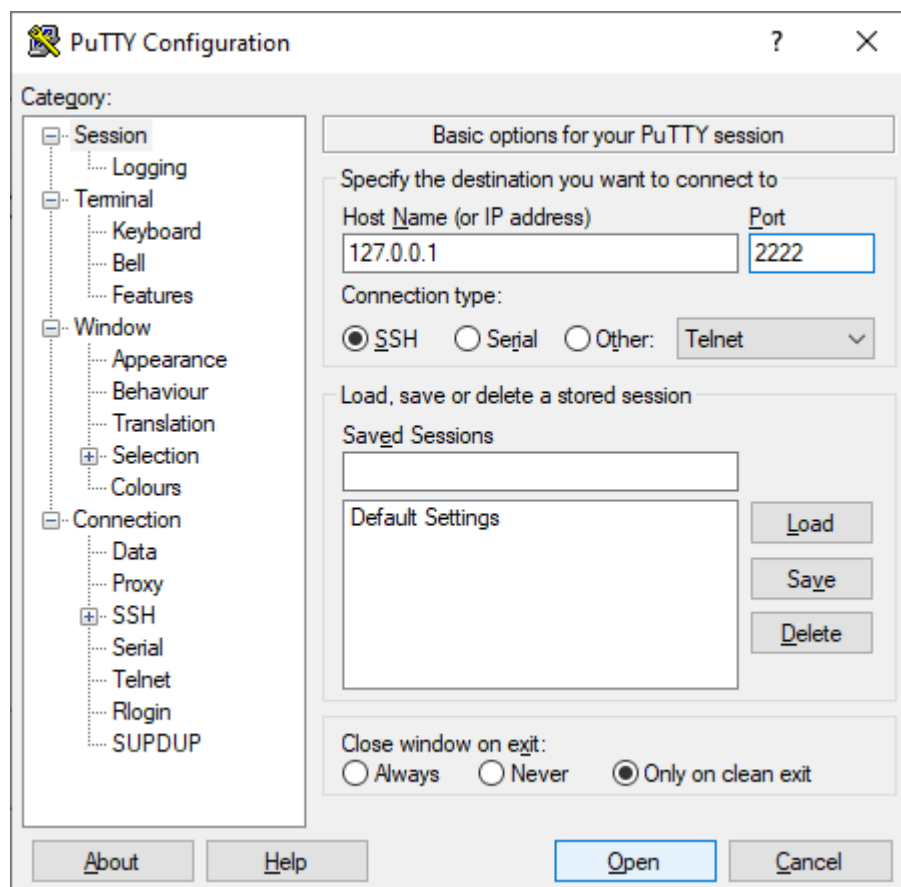 PuTTY Configuration
?
Category:
Session
Logging
Terminal
Keyboard
Bell
Features
Window
Appearance
Behaviour
Translation
Selection
Colours
Connection
Data
Proxy
SSH
Serial
Telnet
Rlogin
SUPDUP
Basic options for your PuTTY session
Specify the destination you want to connect to
Host Name (or IP address) Port
127.0.0.1 2222
Connection type:
SSH Serial Other: Telnet
Load, save or delete a stored session
Saved Sessions
Default Settings
Load
Save
Delete
Close window on exit:
Always Never Only on clean exit
About Help Open Cancel